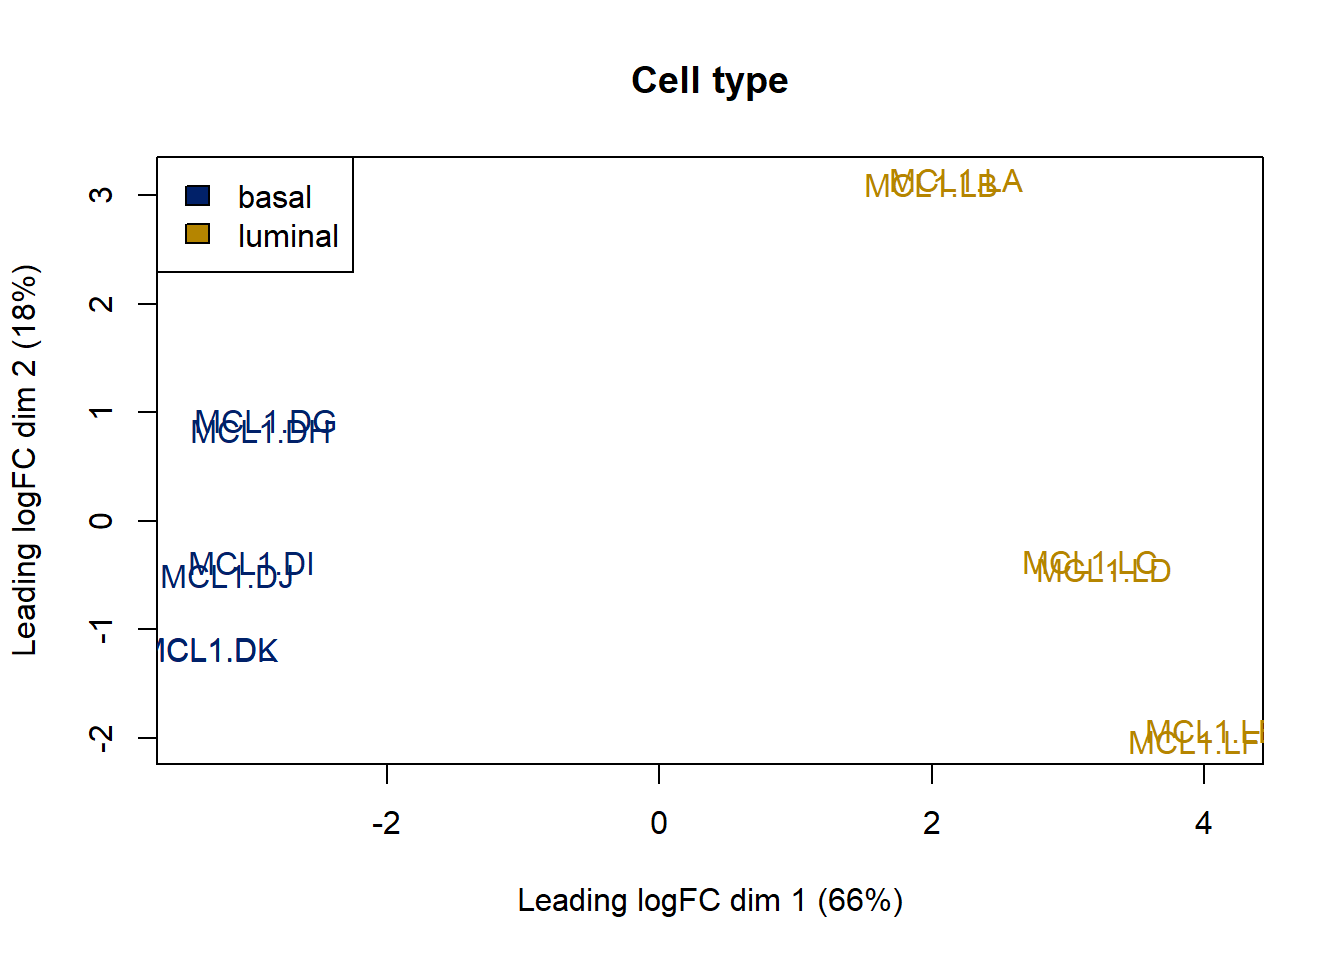 Cell type
basal
luminal
MCL1.LA
MCL1.LB
MCL1.DG
MCL1.DH
MCL1.DI
MCL1.DJ
MCL1.DK
MCL1.LC
MCL1.LD
MCL1.LF
3
2
1
0
-1
-2
-2
0
2
4
Leading logFC dim 1 (66%)
Leading logFC dim 2 (18%)